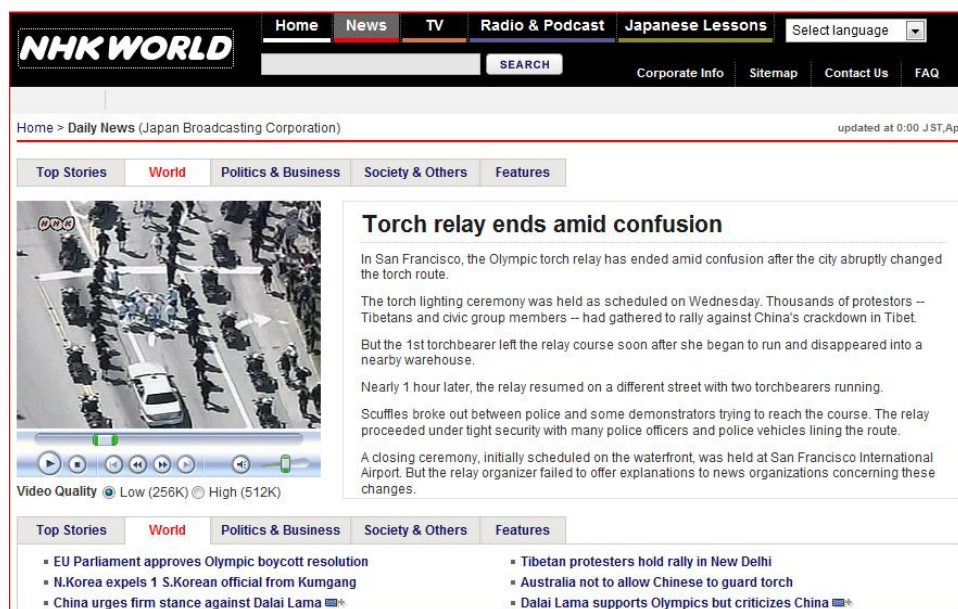 NHK WORLD
Home News TV Radio & Podcast Japanese Lessons Select language
SEARCH
Corporate Info Sitemap Contact Us FAQ
Home > Daily News (Japan Broadcasting Corporation) updated at 0:00 JST,Ap
Top Stories World Politics & Business Society & Others Features
NHK
Torch relay ends amid confusion
In San Francisco, the Olympic torch relay has ended amid confusion after the city abruptly changed
the torch route.
The torch lighting ceremony was held as scheduled on Wednesday. Thousands of protestors --
Tibetans and civic group members -- had gathered to rally against China's crackdown in Tibet.
But the 1st torchbearer left the relay course soon after she began to run and disappeared into a
nearby warehouse.
Nearly 1 hour later, the relay resumed on a different street with two torchbearers running.
Scuffles broke out between police and some demonstrators trying to reach the course. The relay
proceeded under tight security with many police officers and police vehicles lining the route.
A closing ceremony, initially scheduled on the waterfront, was held at San Francisco International
Airport. But the relay organizer failed to offer explanations to news organizations concerning these
changes.
Video Quality Low (256K) High (512K)
Top Stories World Politics & Business Society & Others Features
EU Parliament approves Olympic boycott resolution
N.Korea expels 1 S.Korean official from Kumgang
China urges firm stance against Dalai Lama
Tibetan protesters hold rally in New Delhi
Australia not to allow Chinese to guard torch
Dalai Lama supports Olympics but criticizes China